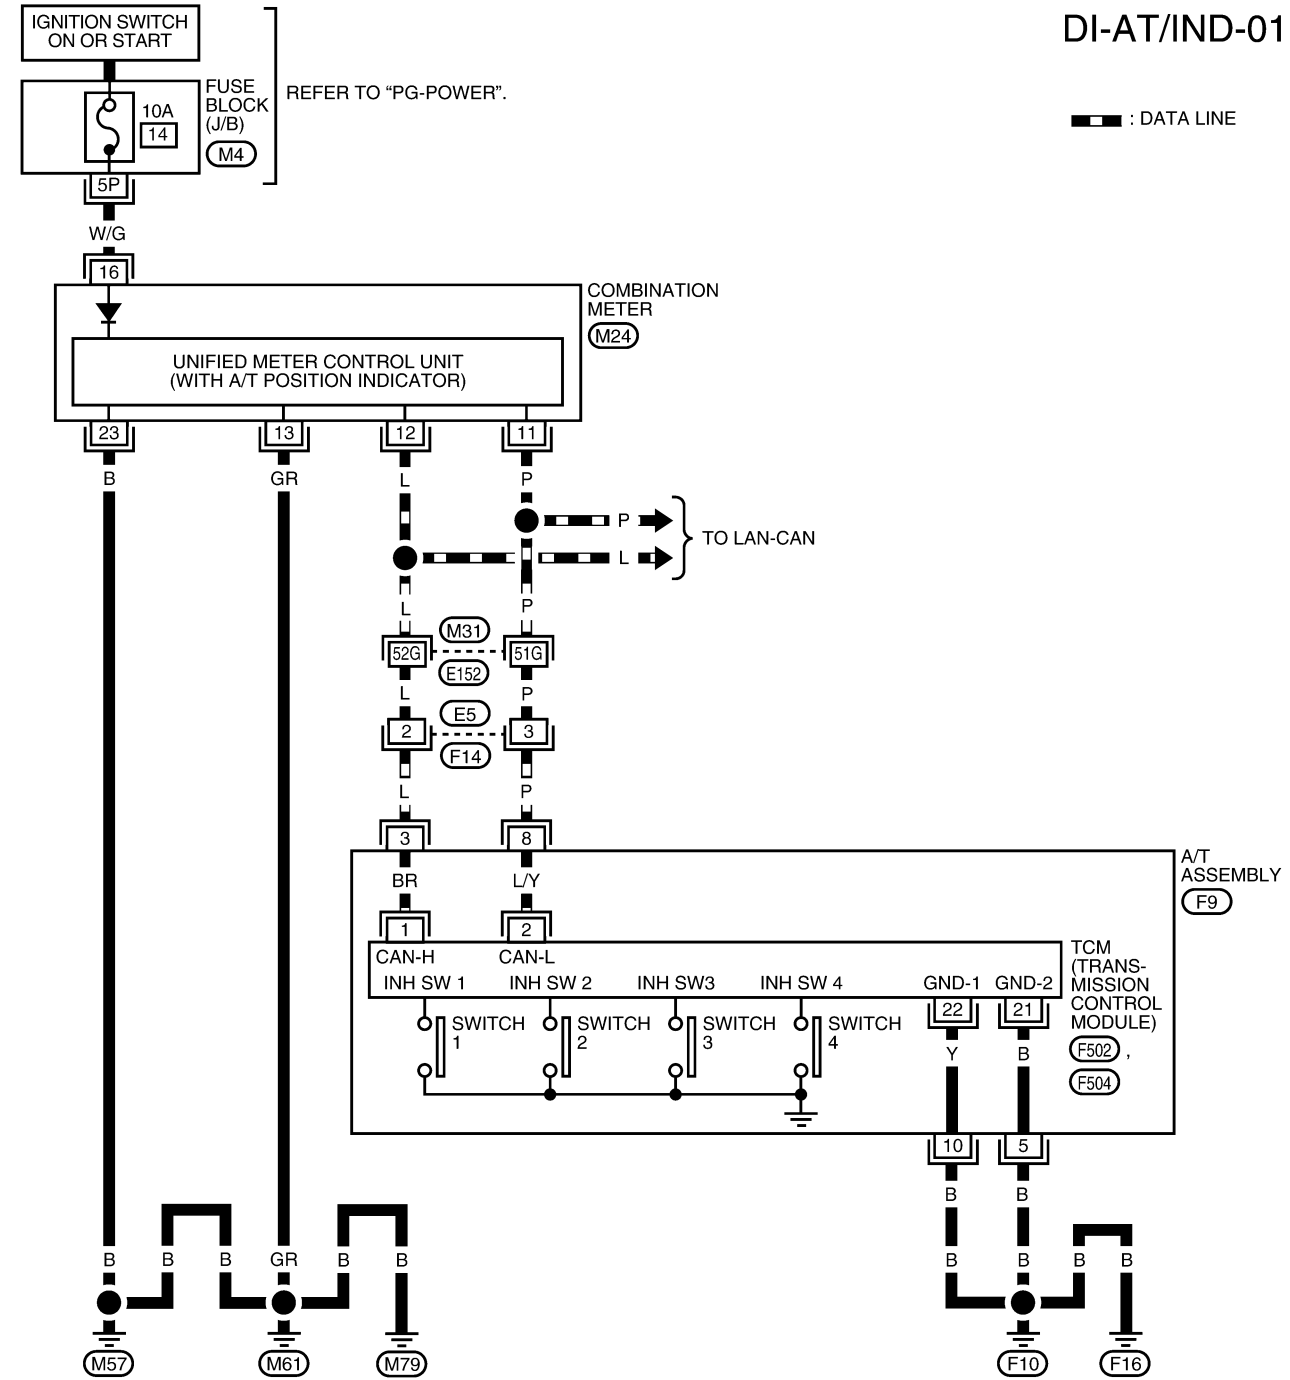 IGNITION SWITCH
ON OR START
DI-AT/IND-01
FUSE
BLOCK
(J/B)
M4
10A
14
REFER TO “PG-POWER”.
: DATA LINE
5P
W/G
16
COMBINATION
METER
M24
UNIFIED METER CONTROL UNIT
(WITH A/T POSITION INDICATOR)
23 13 12 11
B GR L P
P
L
TO LAN-CAN
L P
M31
52G 51G
E152
L P
E5
2 3
F14
L P
3 8
A/T
ASSEMBLY
F9
BR L/Y
1 2
CAN-H CAN-L
INH SW 1 INH SW 2 INH SW3 INH SW 4 GND-1 GND-2
TCM
(TRANS-
MISSION
CONTROL
MODULE)
F502 ,
F504
22 21
SWITCH
1
SWITCH
2
SWITCH
3
SWITCH
4
Y B
10 5
B B
B B B GR B B B B B B
M57 M61 M79 F10 F16